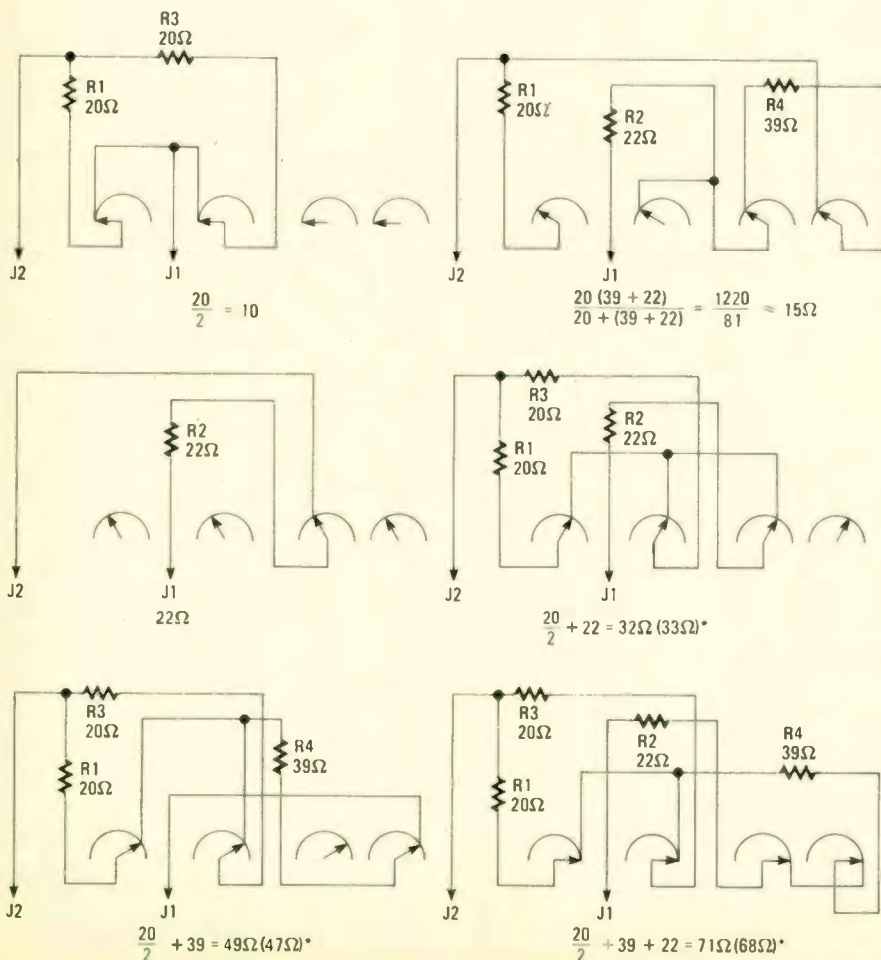 R3
20Ω
R1
20Ω
J2
J1
20/2 = 10
R1
20Ω
R2
22Ω
R4
39Ω
J2
J1
20 (39 + 22)/20 + (39 + 22) = 1220/81 ≈ 15Ω
R2
22Ω
J2
J1
22Ω
R3
20Ω
R1
20Ω
R2
22Ω
J2
J1
20/2 + 22 = 32Ω (33Ω)*
R3
20Ω
R1
20Ω
R4
39Ω
J2
J1
20/2 + 39 = 49Ω (47Ω)*
R3
20Ω
R2
22Ω
R4
39Ω
R1
20Ω
J2
J1
20/2 + 39 + 22 = 71Ω (68Ω)*